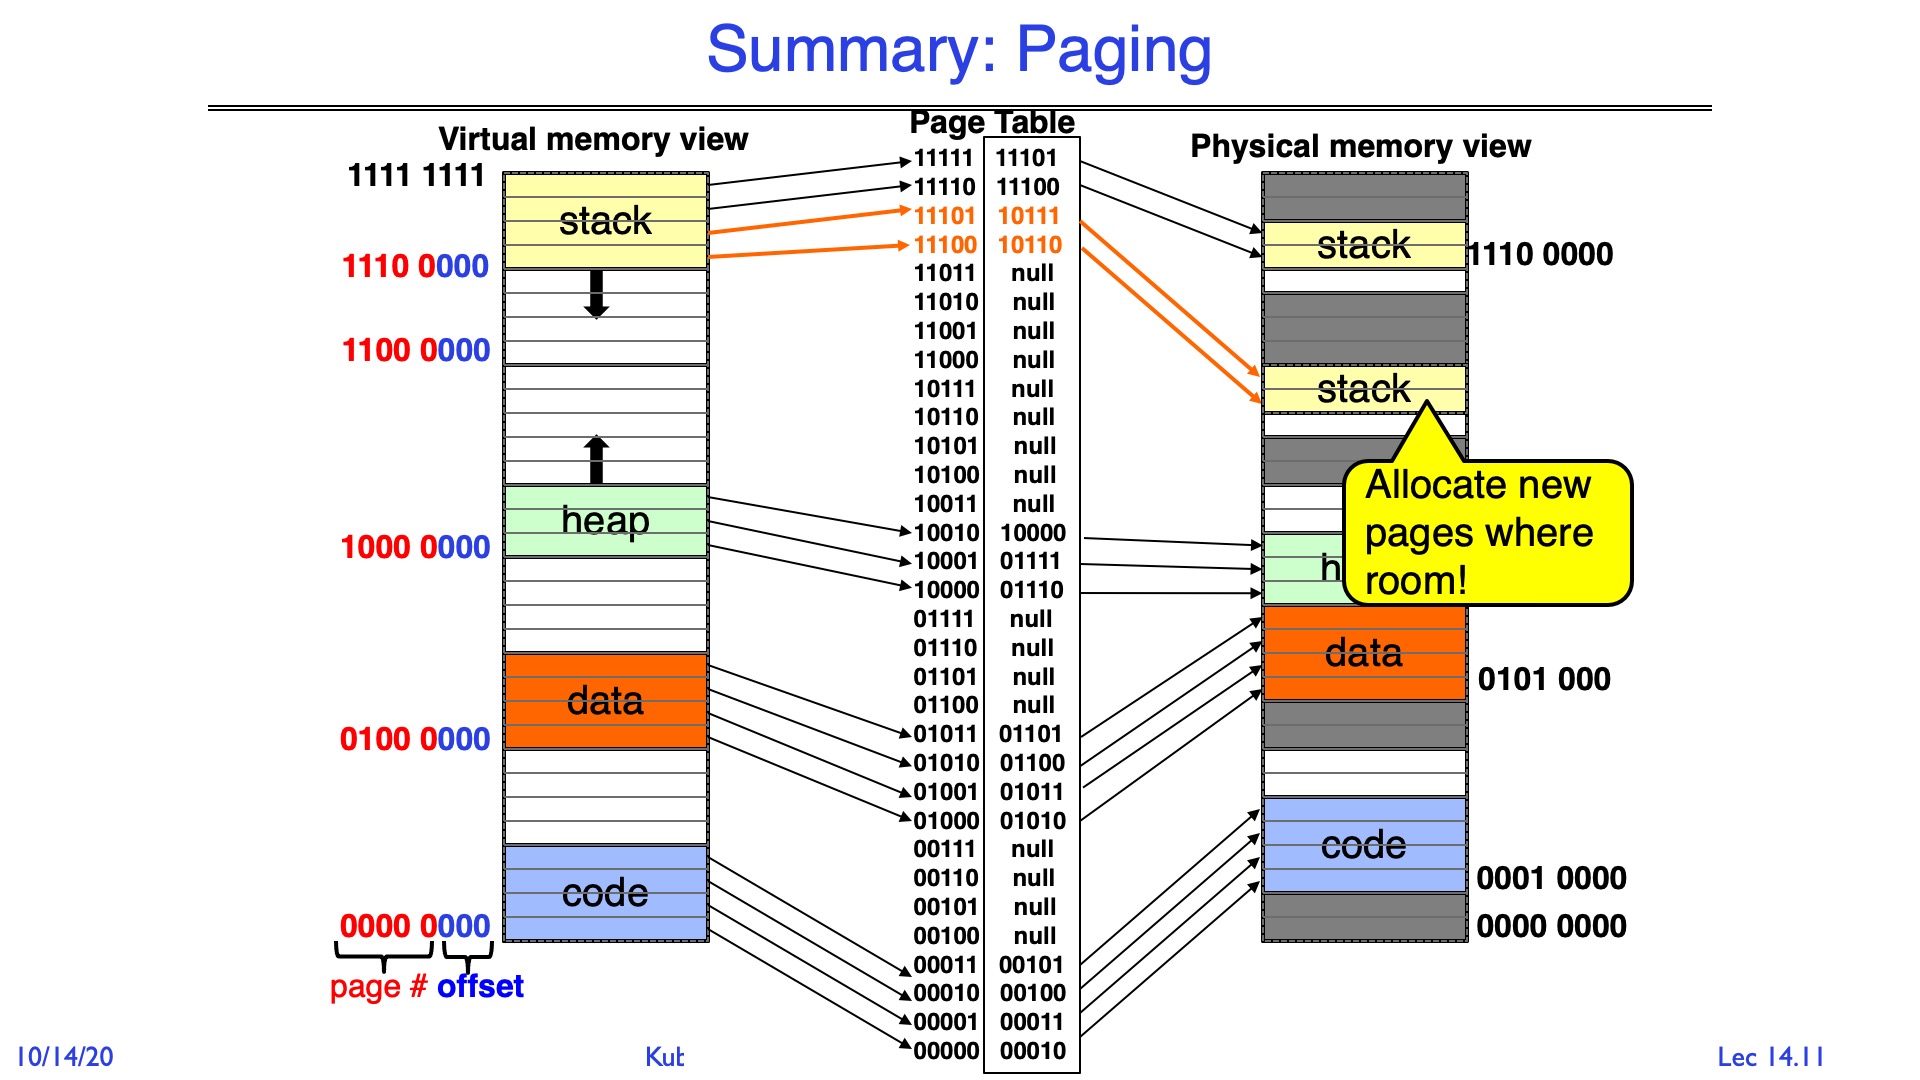 Summary: Paging
Virtual memory view
Page Table
Physical memory view
1111 1111
1110 0000
1100 0000
1000 0000
0100 0000
0000 0000
page # offset
stack
heap
data
code
11111 11101
11110 11100
11101 10111
11100 10110
11011 null
11010 null
11001 null
11000 null
10111 null
10110 null
10101 null
10100 null
10011 null
10010 10000
10001 01111
10000 01110
01111 null
01110 null
01101 null
01100 null
01011 01101
01010 01100
01001 01011
01000 01010
00111 null
00110 null
00101 null
00100 null
00011 00101
00010 00100
00001 00011
00000 00010
stack
stack
h
data
code
1110 0000
Allocate new
pages where
room!
0101 000
0001 0000
0000 0000
10/14/20
Kub
Lec 14.11